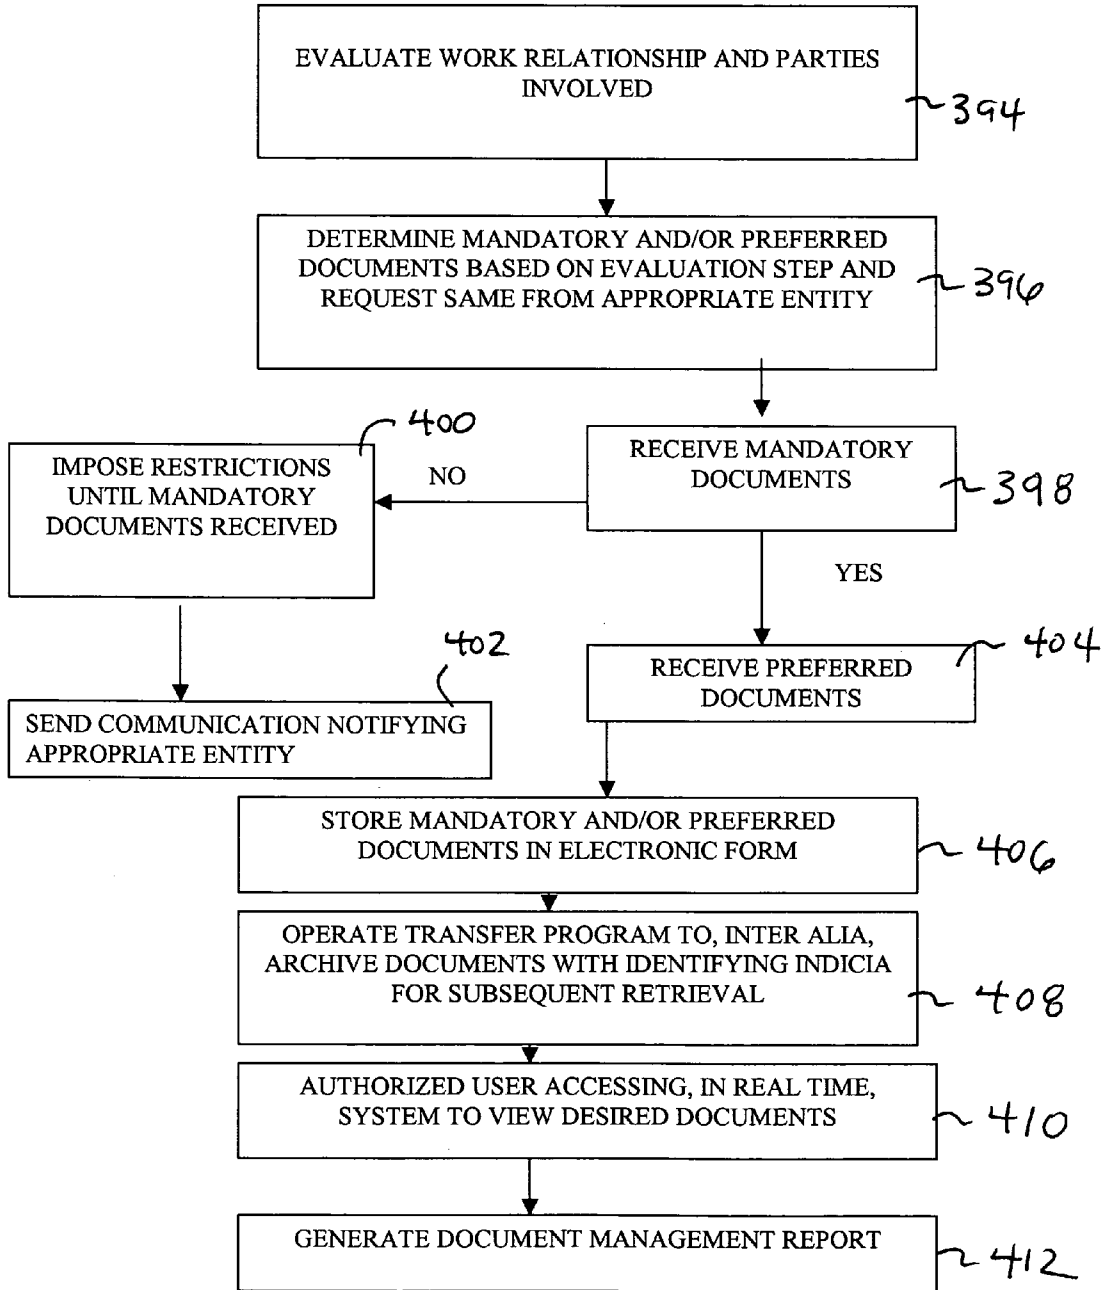 EVALUATE WORK RELATIONSHIP AND PARTIES
INVOLVED
394
DETERMINE MANDATORY AND/OR PREFERRED
DOCUMENTS BASED ON EVALUATION STEP AND
REQUEST SAME FROM APPROPRIATE ENTITY
396
400
IMPOSE RESTRICTIONS
UNTIL MANDATORY
DOCUMENTS RECEIVED
NO
RECEIVE MANDATORY
DOCUMENTS
398
YES
402
SEND COMMUNICATION NOTIFYING
APPROPRIATE ENTITY
404
RECEIVE PREFERRED
DOCUMENTS
STORE MANDATORY AND/OR PREFERRED
DOCUMENTS IN ELECTRONIC FORM
406
OPERATE TRANSFER PROGRAM TO, INTER ALIA,
ARCHIVE DOCUMENTS WITH IDENTIFYING INDICIA
FOR SUBSEQUENT RETRIEVAL
408
AUTHORIZED USER ACCESSING, IN REAL TIME,
SYSTEM TO VIEW DESIRED DOCUMENTS
410
GENERATE DOCUMENT MANAGEMENT REPORT
412